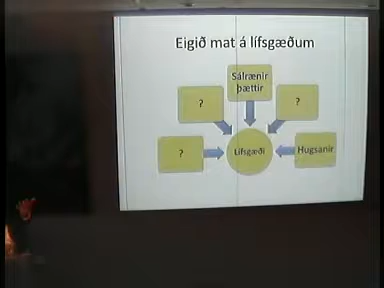 Eigið mat á lífsgæðum
Sálrænir
þættir
?
?
?
Lífsgæði
Hugsanir